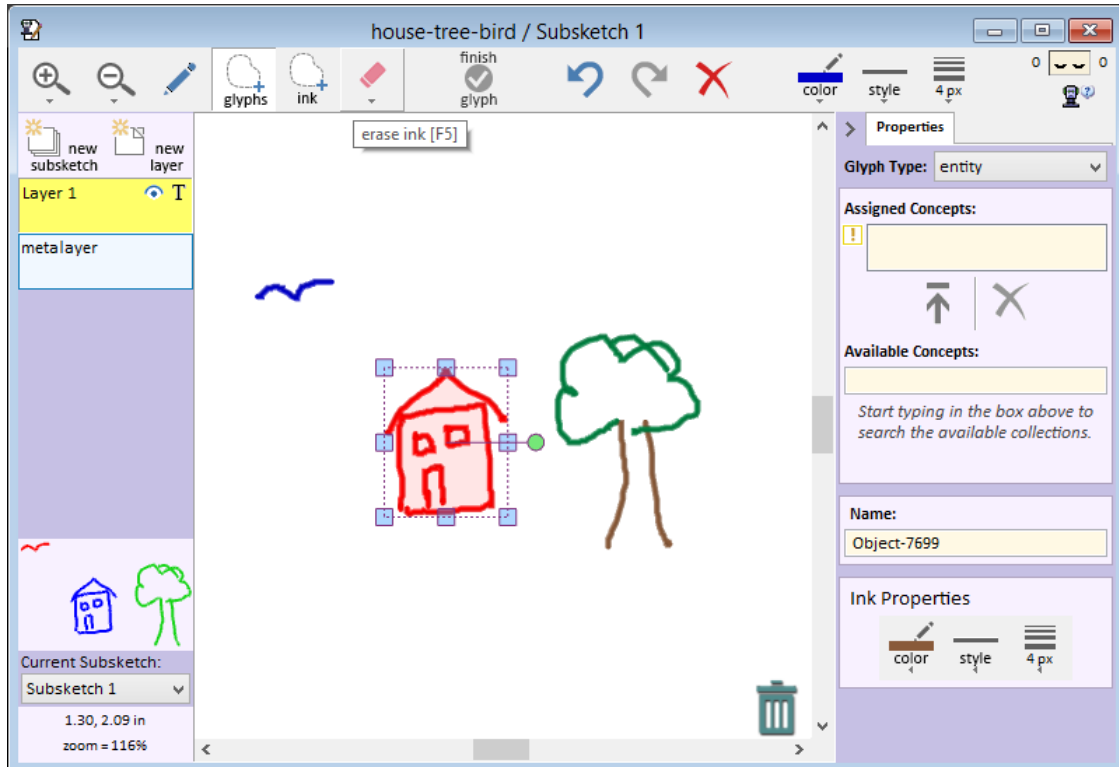 house-tree-bird / Subsketch 1
glyphs
ink
finish
glyph
color
style
4 px
0
0
erase ink [F5]
new
subsketch
new
layer
Layer 1
T
metalayer
Current Subsketch:
Subsketch 1
1.30, 2.09 in
zoom = 116%
Properties
Glyph Type: entity
Assigned Concepts:
!
Available Concepts:
Start typing in the box above to
search the available collections.
Name:
Object-7699
Ink Properties
color
style
4 px